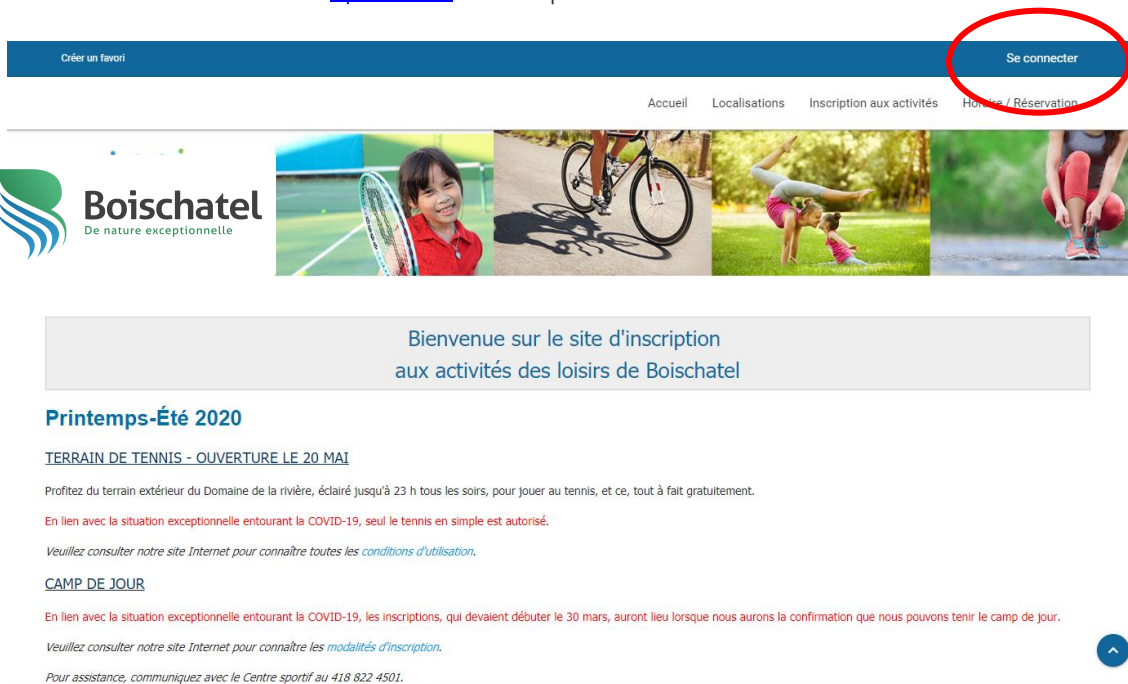 Créer un favori
Se connecter
Accueil Localisations Inscription aux activités Horaire / Réservation
Boischatel
De nature exceptionnelle
Bienvenue sur le site d'inscription
aux activités des loisirs de Boischatel
Printemps-Été 2020
TERRAIN DE TENNIS - OUVERTURE LE 20 MAI
Profitez du terrain extérieur du Domaine de la rivière, éclairé jusqu'à 23 h tous les soirs, pour jouer au tennis, et ce, tout à fait gratuitement.
En lien avec la situation exceptionnelle entourant la COVID-19, seul le tennis en simple est autorisé.
Veuillez consulter notre site Internet pour connaître toutes les conditions d'utilisation.
CAMP DE JOUR
En lien avec la situation exceptionnelle entourant la COVID-19, les inscriptions, qui devaient débuter le 30 mars, auront lieu lorsque nous aurons la confirmation que nous pouvons tenir le camp de jour.
Veuillez consulter notre site Internet pour connaître les modalités d'inscription.
Pour assistance, communiquez avec le Centre sportif au 418 822 4501.